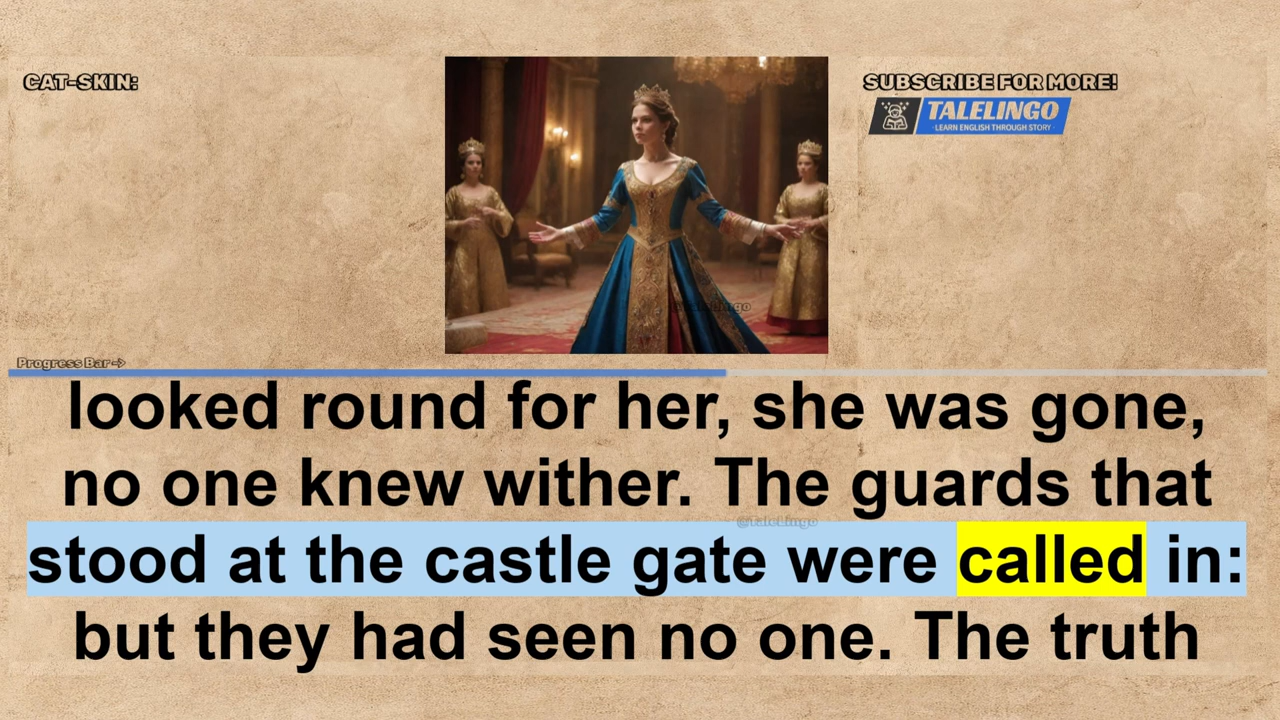 CAT-SKIN:
SUBSCRIBE FOR MORE!
TALELINGO
·LEARN ENGLISH THROUGH STORY·
Progress Bar->
looked round for her, she was gone,
no one knew wither. The guards that
@TaleLingo
stood at the castle gate were called in:
but they had seen no one. The truth